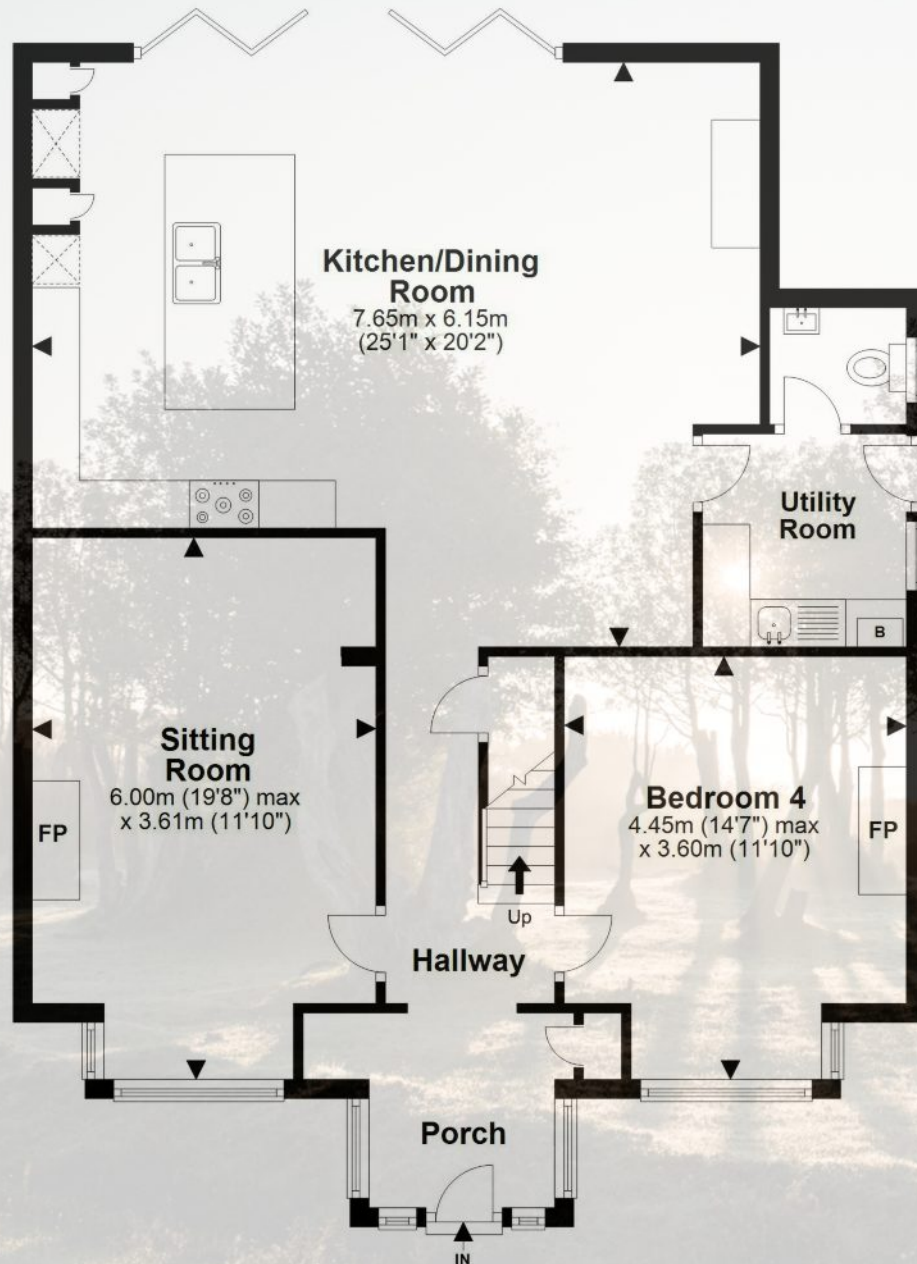 Kitchen/Dining
Room
7.65m x 6.15m
(25'1" x 20'2")
Utility
Room
B
Sitting
Room
6.00m (19'8") max
x 3.61m (11'10")
FP
Bedroom 4
4.45m (14'7") max
x 3.60m (11'10")
FP
Up
Hallway
Porch
IN